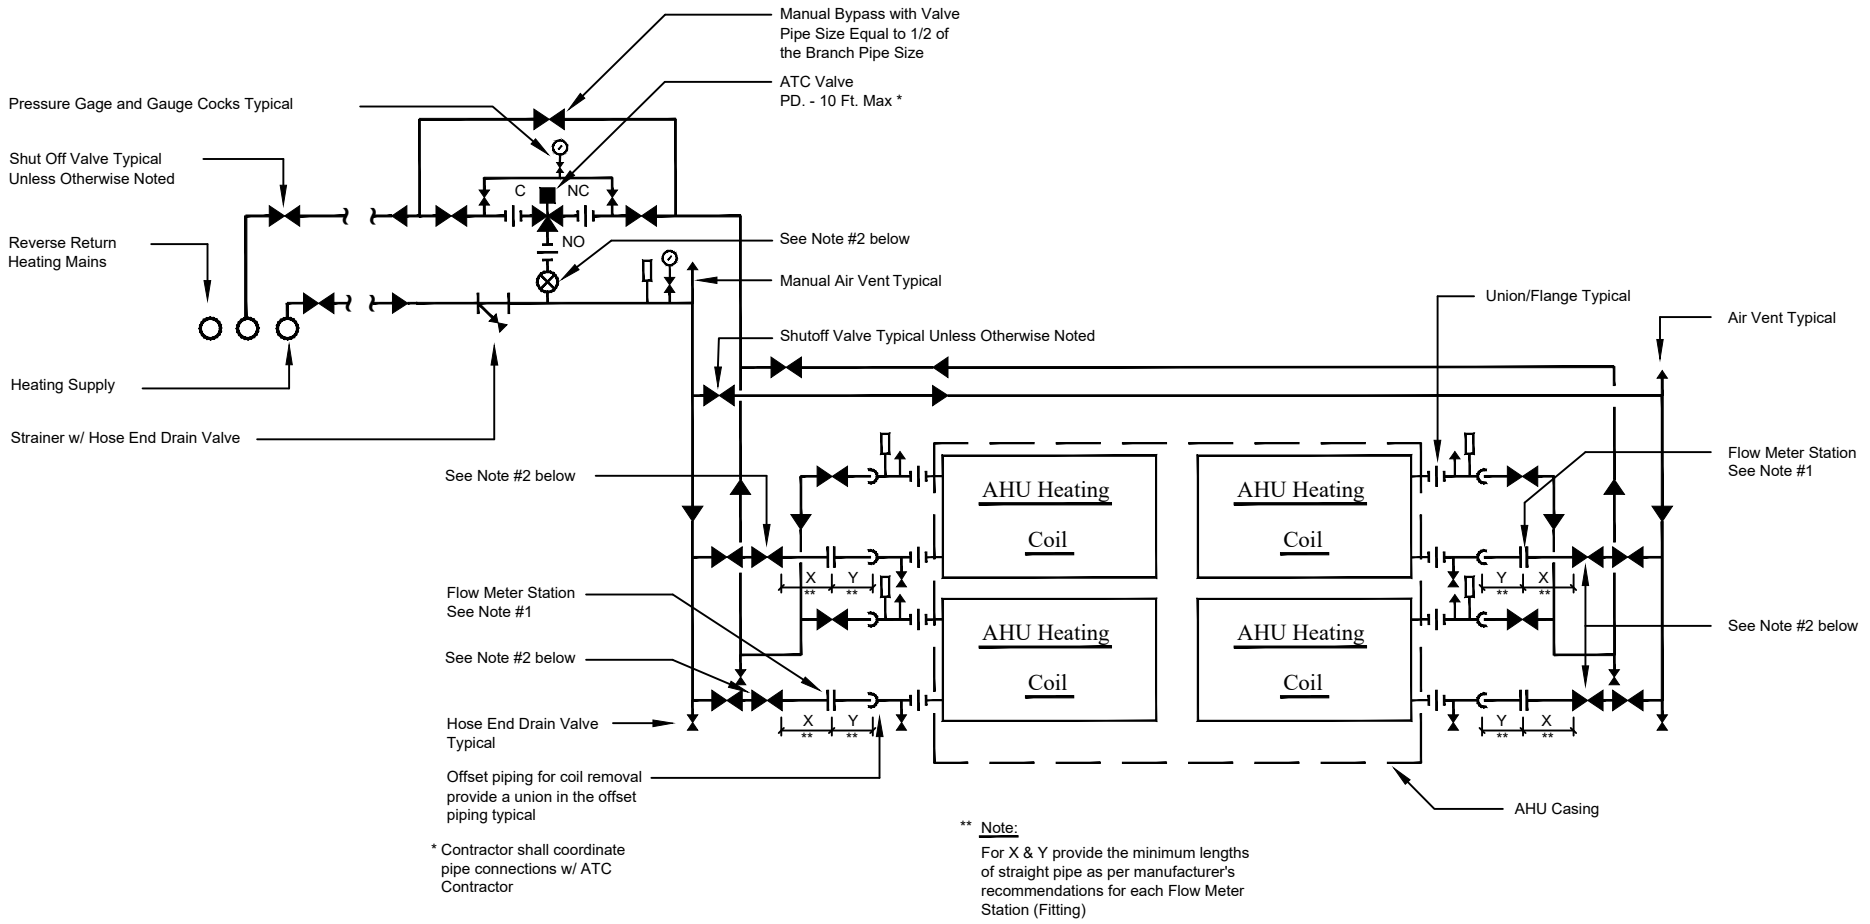 Manual Bypass with Valve
Pipe Size Equal to 1/2 of
the Branch Pipe Size
ATC Valve
PD. - 10 Ft. Max *
Pressure Gage and Gauge Cocks Typical
Shut Off Valve Typical
Unless Otherwise Noted
C
NC
NO
Reverse Return
Heating Mains
See Note #2 below
Manual Air Vent Typical
Union/Flange Typical
Air Vent Typical
Shutoff Valve Typical Unless Otherwise Noted
Heating Supply
Strainer w/ Hose End Drain Valve
See Note #2 below
Flow Meter Station
See Note #1
AHU Heating
Coil
AHU Heating
Coil
X
**
Y
**
Y
**
X
**
Flow Meter Station
See Note #1
See Note #2 below
AHU Heating
Coil
AHU Heating
Coil
See Note #2 below
X
**
Y
**
Y
**
X
**
Hose End Drain Valve
Typical
Offset piping for coil removal
provide a union in the offset
piping typical
AHU Casing
* Contractor shall coordinate
pipe connections w/ ATC
Contractor
** Note:
For X & Y provide the minimum lengths
of straight pipe as per manufacturer's
recommendations for each Flow Meter
Station (Fitting)